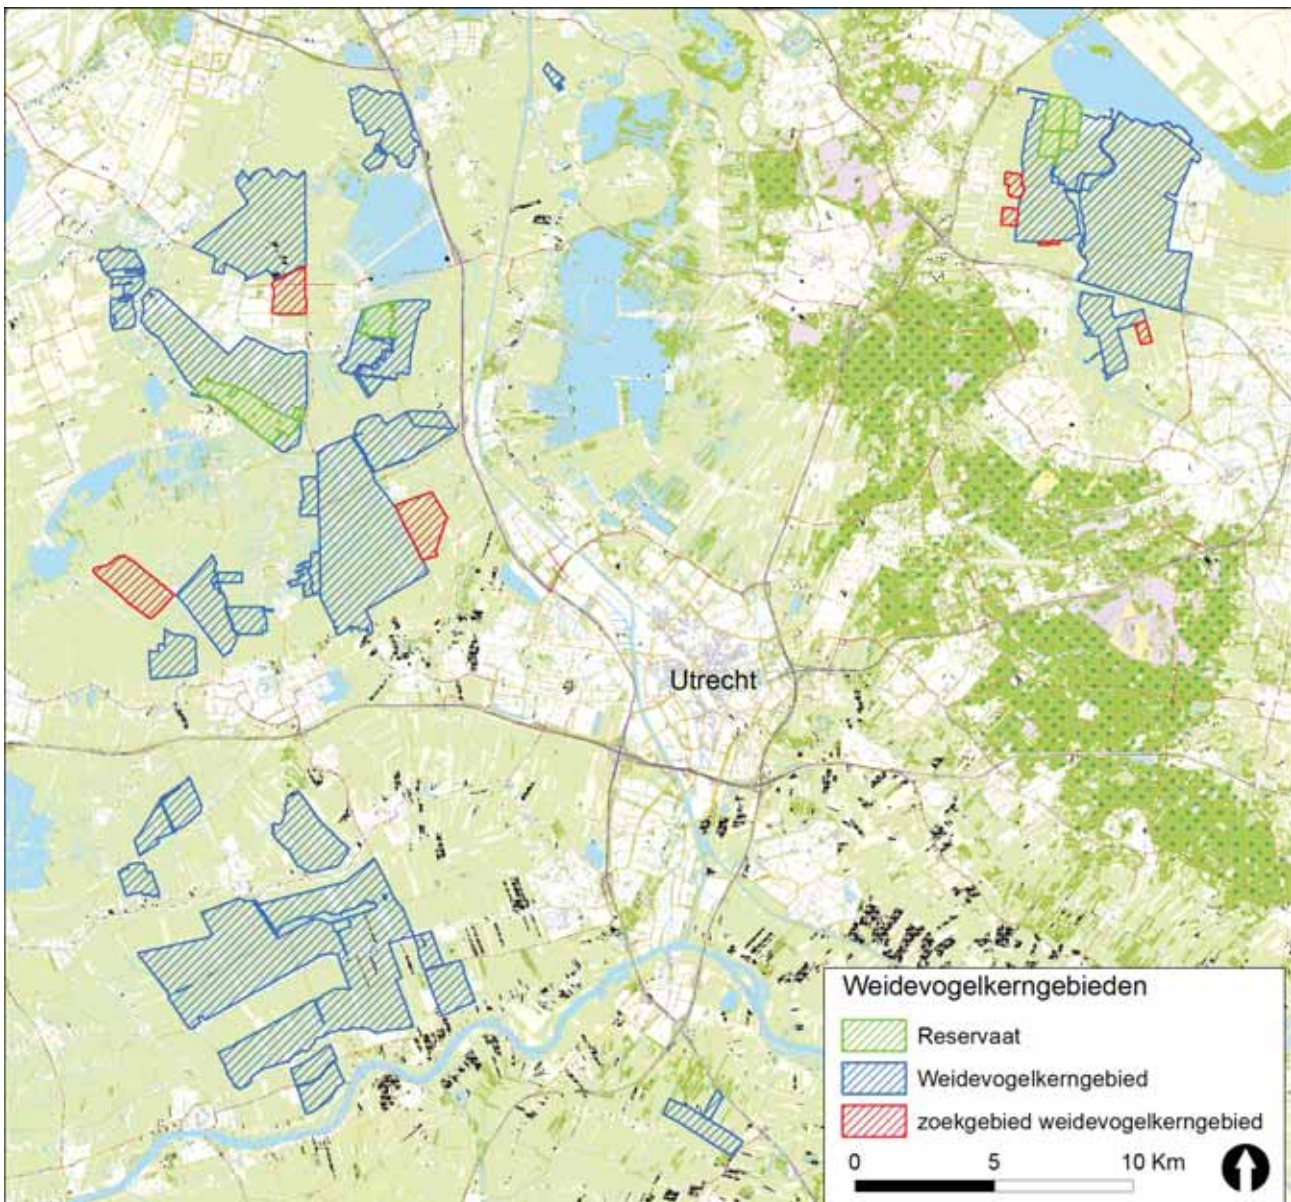 Utrecht
Weidevogelkerngebieden
Reservaat
Weidevogelkerngebied
zoekgebied weidevogelkerngebied
0 5 10 Km